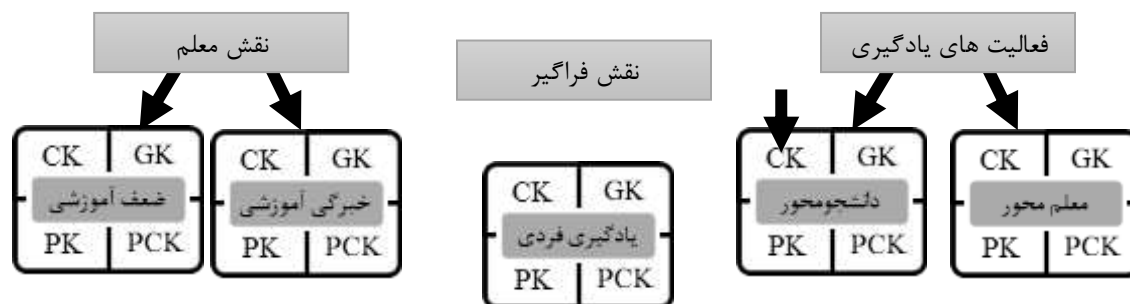 فعالیت های یادگیری
نقش فراگیر
نقش معلم
CK GK
معلم محور
PK PCK
CK GK
دانشجومحور
PK PCK
CK GK
یادگیری فردی
PK PCK
CK GK
خبرگی آموزشی
PK PCK
CK GK
ضعف آموزشی
PK PCK